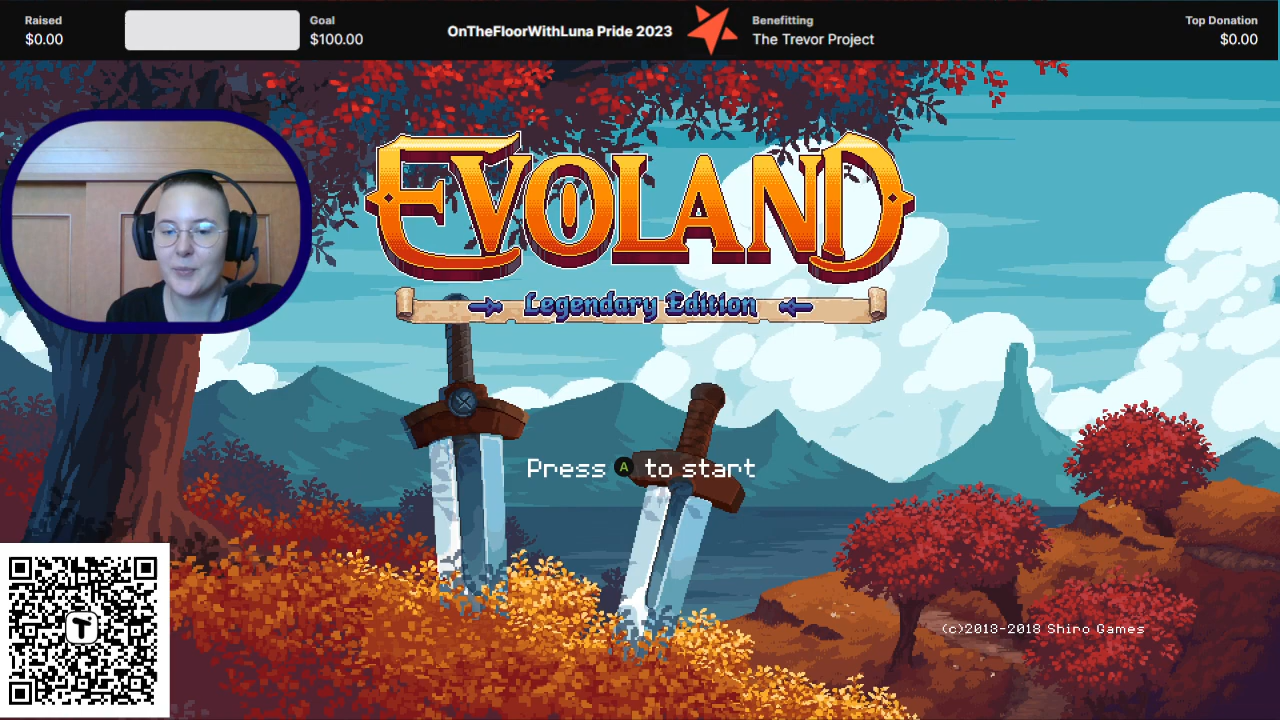 Raised
$0.00
Goal
$100.00
OnTheFloorWithLuna Pride 2023
Benefitting
The Trevor Project
Top Donation
$0.00
EVOLAND
Legendary Edition
Press A to start
(c)2013-2018 Shiro Games
T